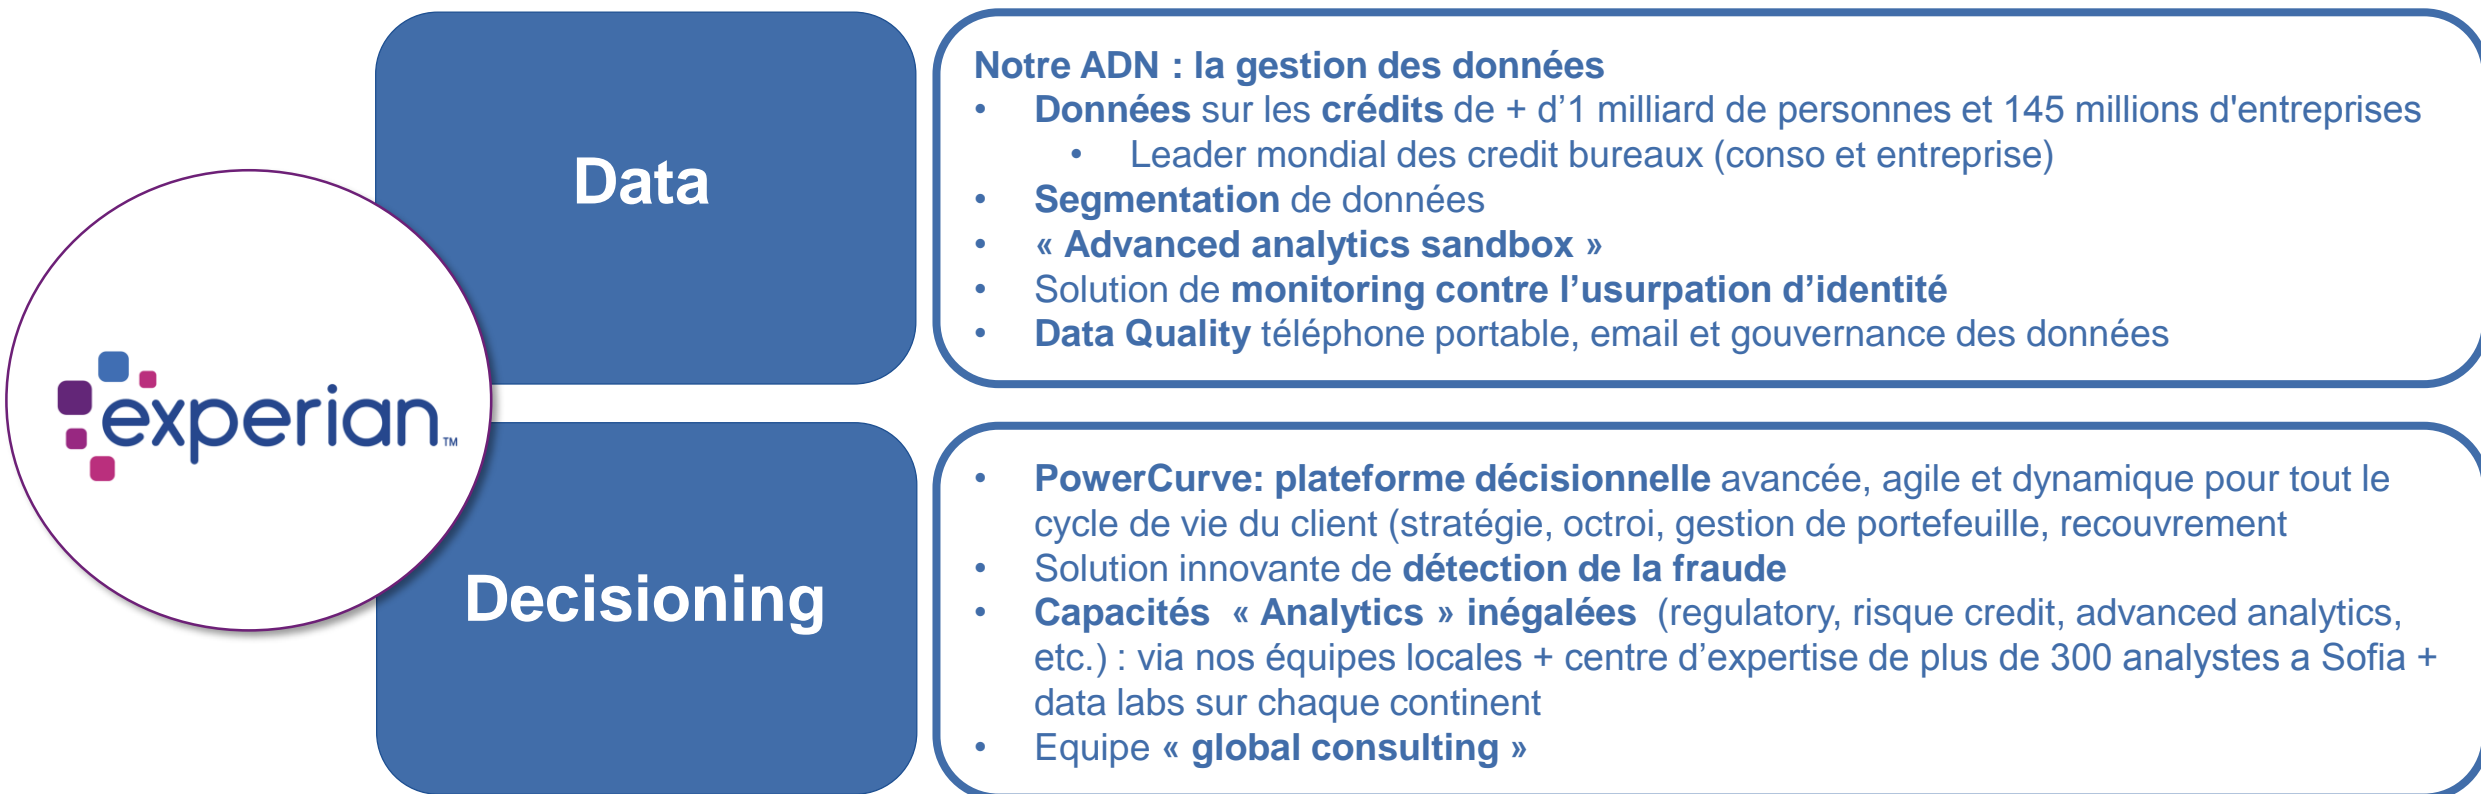 experian™
Data
Notre ADN : la gestion des données
• Données sur les crédits de + d’1 milliard de personnes et 145 millions d'entreprises
• Leader mondial des credit bureaux (conso et entreprise)
• Segmentation de données
• « Advanced analytics sandbox »
• Solution de monitoring contre l’usurpation d’identité
• Data Quality téléphone portable, email et gouvernance des données
Decisioning
• PowerCurve: plateforme décisionnelle avancée, agile et dynamique pour tout le
cycle de vie du client (stratégie, octroi, gestion de portefeuille, recouvrement
• Solution innovante de détection de la fraude
• Capacités « Analytics » inégalées (regulatory, risque credit, advanced analytics,
etc.) : via nos équipes locales + centre d’expertise de plus de 300 analystes a Sofia +
data labs sur chaque continent
• Equipe « global consulting »